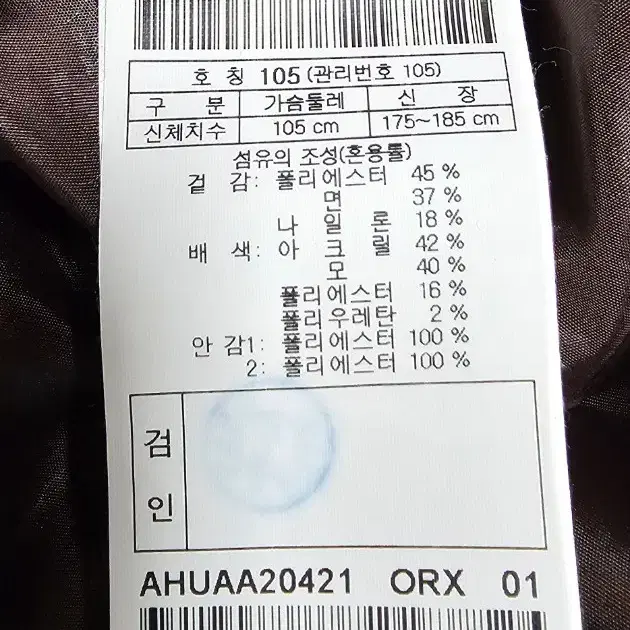 호 칭 105 (관리번호 105)
구 분 가슴둘레 신 장
신체치수 105 cm 175~185 cm
섬유의 조성(혼용률)
겉 감: 폴리에스터 45 %
면 37 %
나 일 론 18 %
배 색: 아 크 릴 42 %
모 40 %
폴리에스터 16 %
폴리우레탄 2 %
안 감1: 폴리에스터 100 %
2: 폴리에스터 100 %
검
인
AHUAA20421 ORX 01